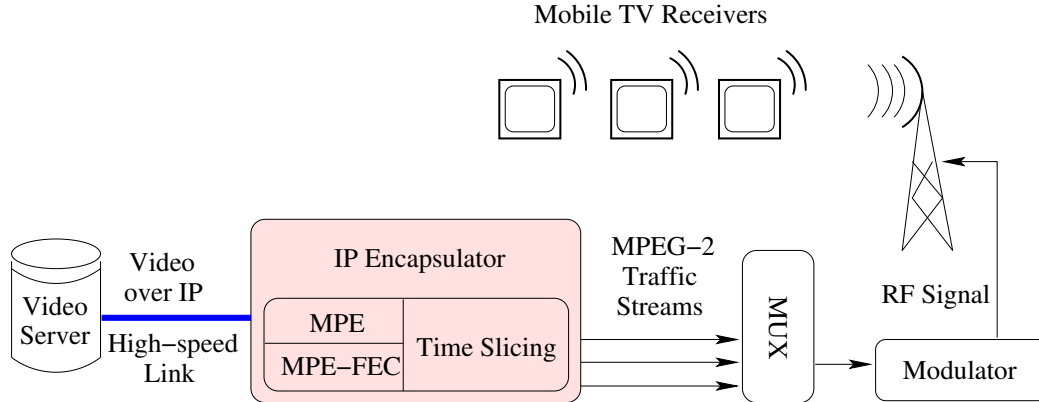 Mobile TV Receivers
Video
Server
Video
over IP
High−speed
Link
IP Encapsulator
MPE
MPE−FEC
Time Slicing
MPEG−2
Traffic
Streams
MUX
RF Signal
Modulator